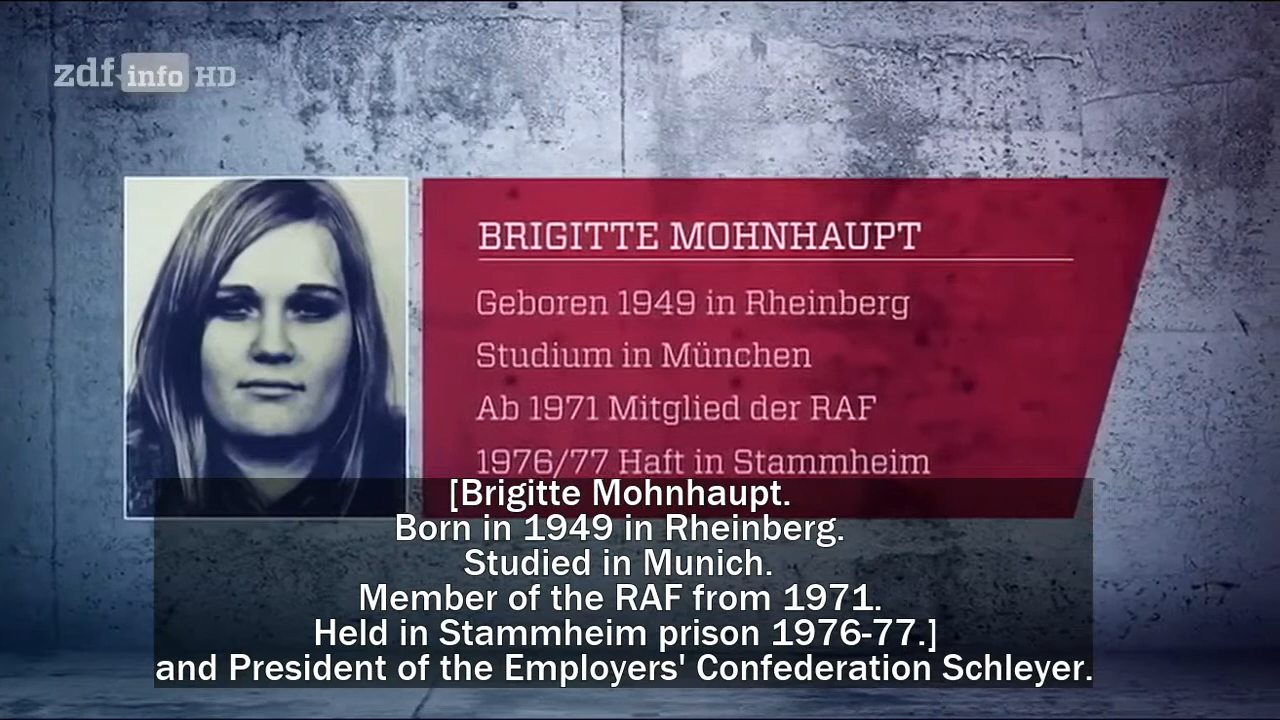 zdf info HD
BRIGITTE MOHNHAUPT
Geboren 1949 in Rheinberg
Studium in München
Ab 1971 Mitglied der RAF
1976/77 Haft in Stammheim
[Brigitte Mohnhaupt.
Born in 1949 in Rheinberg.
Studied in Munich.
Member of the RAF from 1971.
Held in Stammheim prison 1976-77.]
and President of the Employers' Confederation Schleyer.